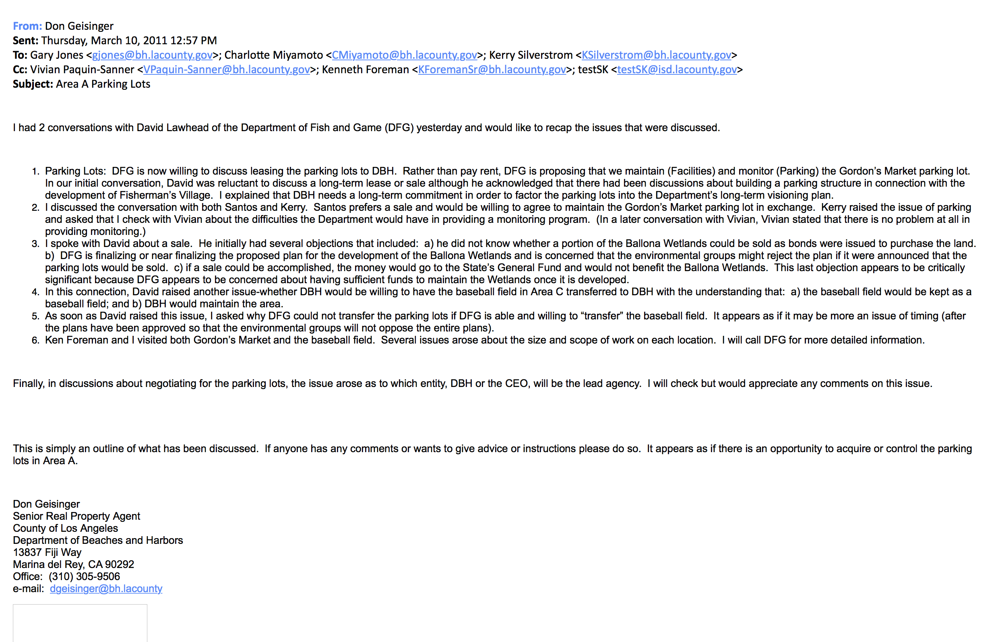 From: Don Geisinger
Sent: Thursday, March 10, 2011 12:57 PM
To: Gary Jones <gjones@bh.lacounty.gov>; Charlotte Miyamoto <CMiyamoto@bh.lacounty.gov>; Kerry Silverstrom <KSilverstrom@bh.lacounty.gov>
Cc: Vivian Paquin-Sanner <VPaquin-Sanner@bh.lacounty.gov>; Kenneth Foreman <KForemanSr@bh.lacounty.gov>; testSK <testSK@isd.lacounty.gov>
Subject: Area A Parking Lots
I had 2 conversations with David Lawhead of the Department of Fish and Game (DFG) yesterday and would like to recap the issues that were discussed.
1. Parking Lots:  DFG is now willing to discuss leasing the parking lots to DBH.  Rather than pay rent, DFG is proposing that we maintain (Facilities) and monitor (Parking) the Gordon’s Market parking lot.
In our initial conversation, David was reluctant to discuss a long-term lease or sale although he acknowledged that there had been discussions about building a parking structure in connection with the
development of Fisherman’s Village.  I explained that DBH needs a long-term commitment in order to factor the parking lots into the Department’s long-term visioning plan.
2. I discussed the conversation with both Santos and Kerry.  Santos prefers a sale and would be willing to agree to maintain the Gordon’s Market parking lot in exchange.  Kerry raised the issue of parking
and asked that I check with Vivian about the difficulties the Department would have in providing a monitoring program.  (In a later conversation with Vivian, Vivian stated that there is no problem at all in
providing monitoring.)
3. I spoke with David about a sale.  He initially had several objections that included:  a) he did not know whether a portion of the Ballona Wetlands could be sold as bonds were issued to purchase the land.
b)  DFG is finalizing or near finalizing the proposed plan for the development of the Ballona Wetlands and is concerned that the environmental groups might reject the plan if it were announced that the
parking lots would be sold.  c) if a sale could be accomplished, the money would go to the State’s General Fund and would not benefit the Ballona Wetlands.  This last objection appears to be critically
significant because DFG appears to be concerned about having sufficient funds to maintain the Wetlands once it is developed.
4. In this connection, David raised another issue-whether DBH would be willing to have the baseball field in Area C transferred to DBH with the understanding that:  a) the baseball field would be kept as a
baseball field; and b) DBH would maintain the area.
5. As soon as David raised this issue, I asked why DFG could not transfer the parking lots if DFG is able and willing to “transfer” the baseball field.  It appears as if it may be more an issue of timing (after
the plans have been approved so that the environmental groups will not oppose the entire plans).
6. Ken Foreman and I visited both Gordon’s Market and the baseball field.  Several issues arose about the size and scope of work on each location.  I will call DFG for more detailed information.
Finally, in discussions about negotiating for the parking lots, the issue arose as to which entity, DBH or the CEO, will be the lead agency.  I will check but would appreciate any comments on this issue.
This is simply an outline of what has been discussed.  If anyone has any comments or wants to give advice or instructions please do so.  It appears as if there is an opportunity to acquire or control the parking
lots in Area A.
Don Geisinger
Senior Real Property Agent
County of Los Angeles
Department of Beaches and Harbors
13837 Fiji Way
Marina del Rey, CA 90292
Office:  (310) 305-9506
e-mail:  dgeisinger@bh.lacounty